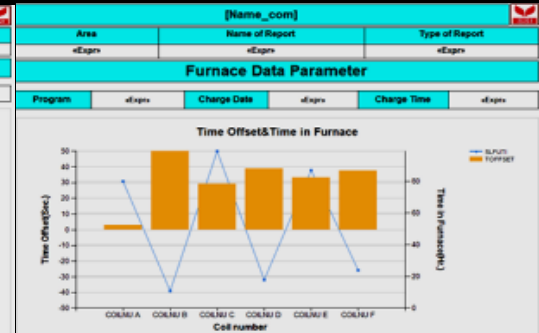 [Name_com]
Area Name of Report Type of Report
«Expr» «Expr» «Expr»
Furnace Data Parameter
Program «Expr» Charge Date «Expr» Charge Time «Expr»
Time Offset&Time in Furnace
SLFUTI
TOFFSET
50
40
30
20
10
0
-10
-20
-30
-40
-50
80
60
40
20
0
Time Offset(Sec.)
Time in Furnace(Hr.)
COILNU A COILNU B COILNU C COILNU D COILNU E COILNU F
Coil number